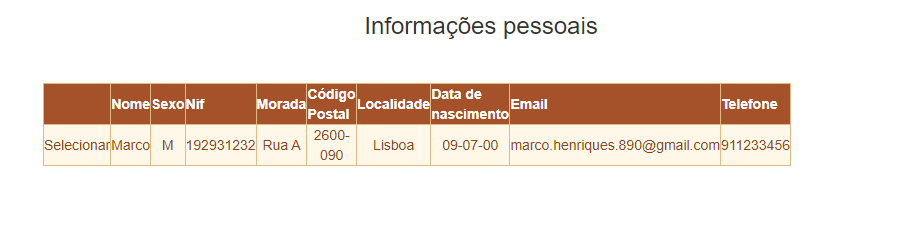 Informações pessoais
Nome Sexo Nif Morada Código Postal Localidade Data de nascimento Email Telefone
Selecionar Marco M 192931232 Rua A 2600-090 Lisboa 09-07-00 marco.henriques.890@gmail.com 911233456